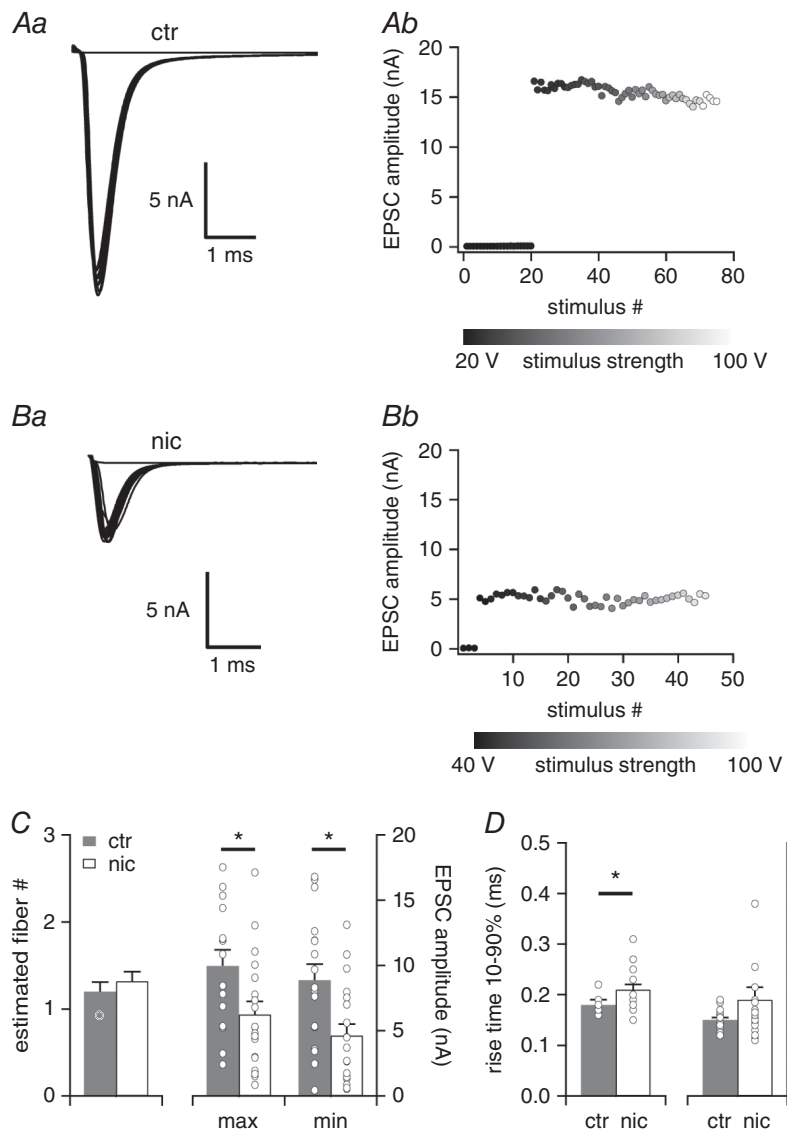 Aa
ctr
5 nA
1 ms
Ab
EPSC amplitude (nA)
20
15
10
5
0
0 20 40 60 80
stimulus #
20 V stimulus strength 100 V
Ba
nic
5 nA
1 ms
Bb
EPSC amplitude (nA)
20
15
10
5
0
10 20 30 40 50
stimulus #
40 V stimulus strength 100 V
C
estimated fiber #
3
2
1
0
ctr
nic
* *
20
15
10
5
0
EPSC amplitude (nA)
max min
D
rise time 10-90% (ms)
0.5
0.4
0.3
0.2
0.1
0.0
*
ctr nic ctr nic